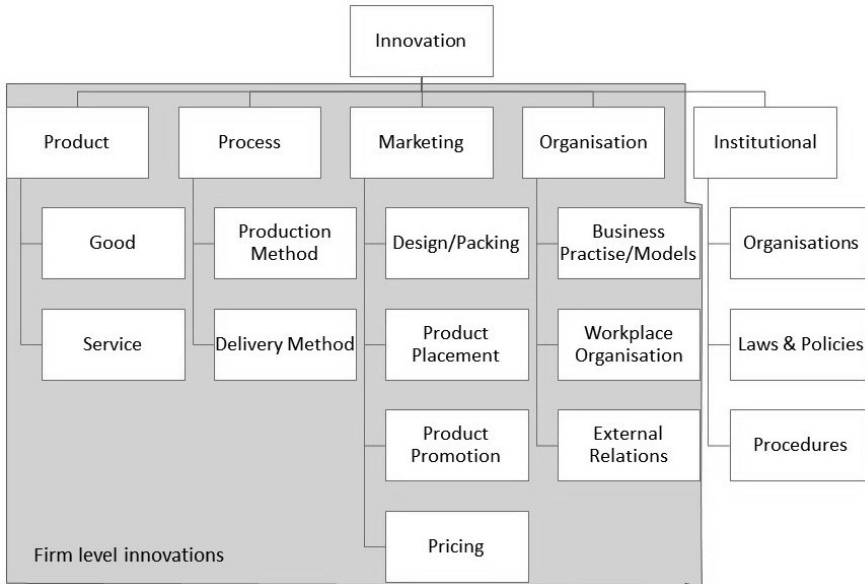 Innovation
Product
Process
Marketing
Organisation
Institutional
Good
Production
Method
Design/Packing
Business
Practise/Models
Organisations
Service
Delivery Method
Product
Placement
Workplace
Organisation
Laws & Policies
Product
Promotion
External
Relations
Procedures
Pricing
Firm level innovations